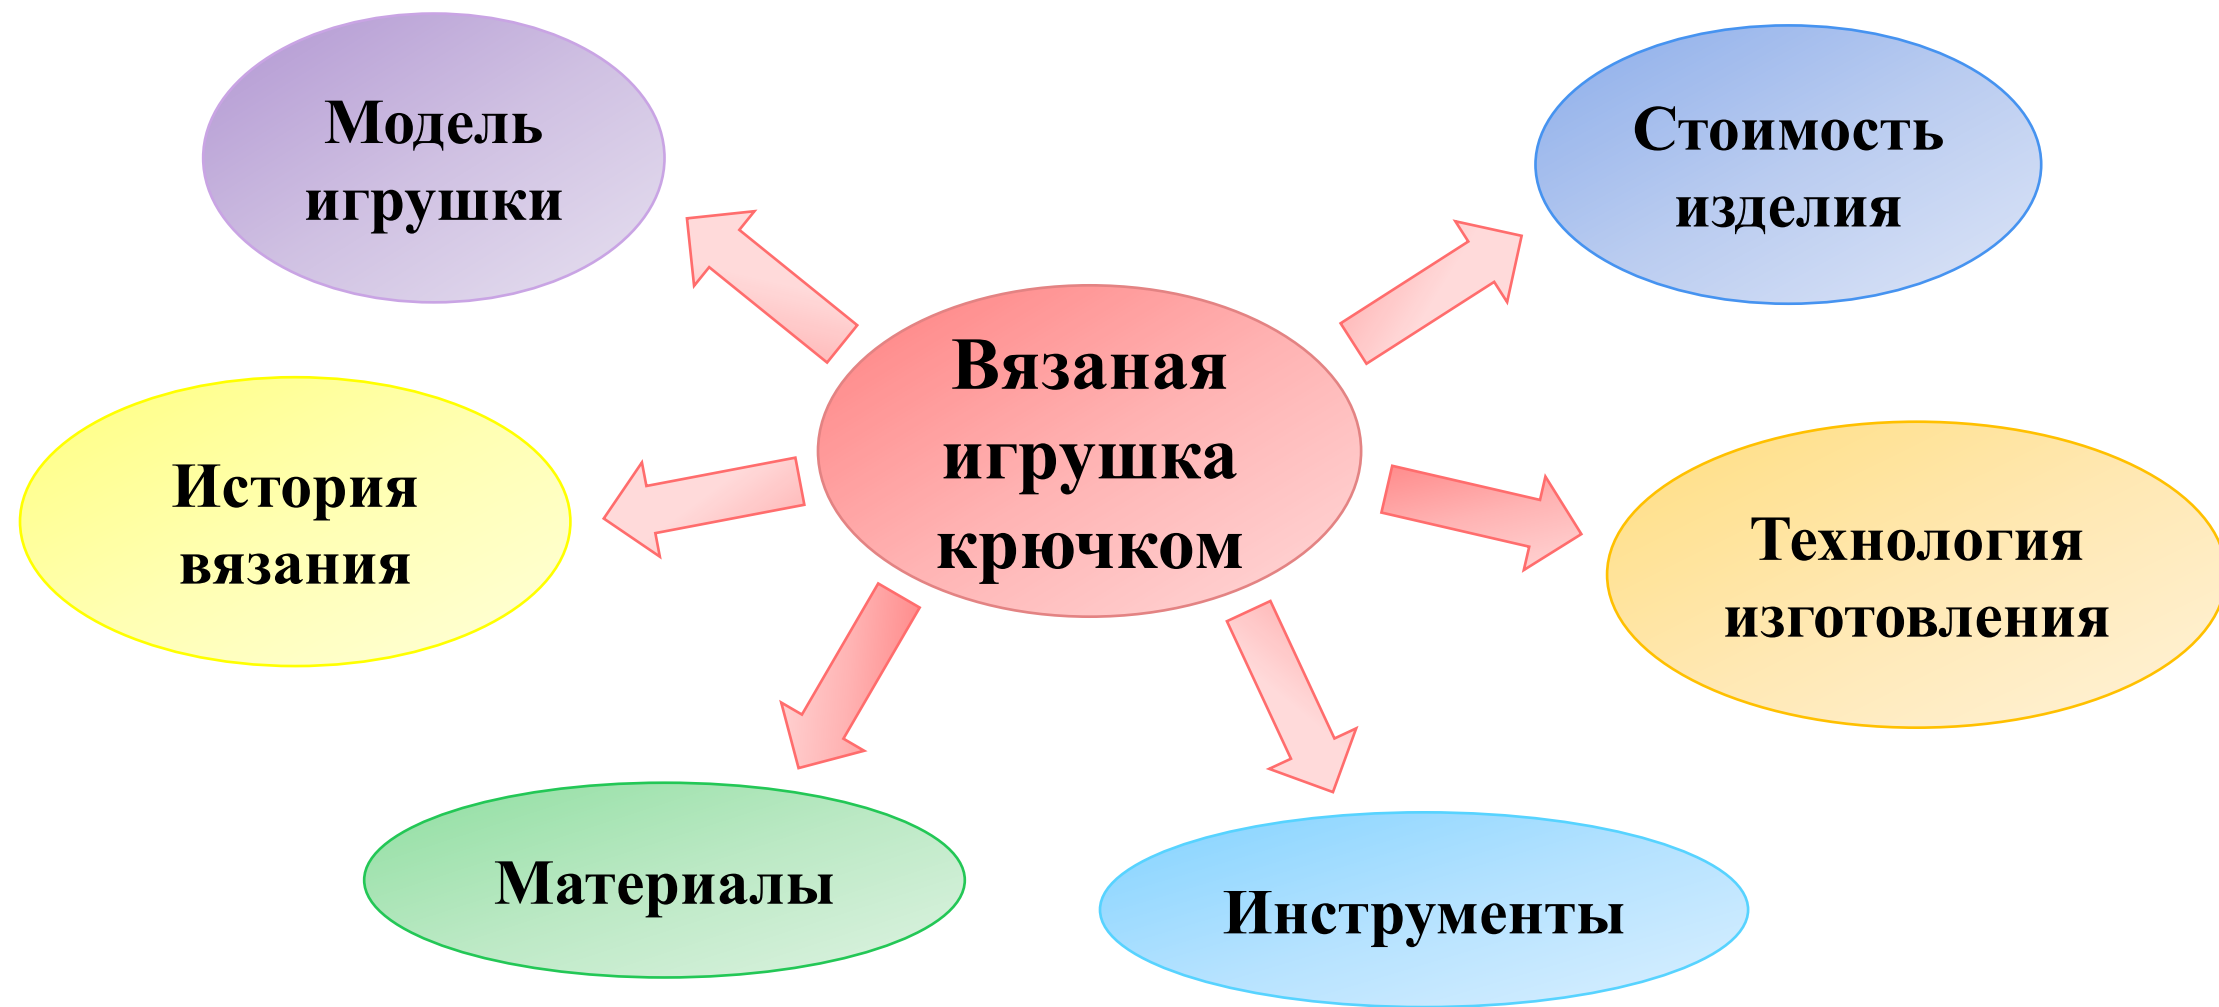 Модель
игрушки
Стоимость
изделия
Вязаная
игрушка
крючком
История
вязания
Технология
изготовления
Материалы
Инструменты